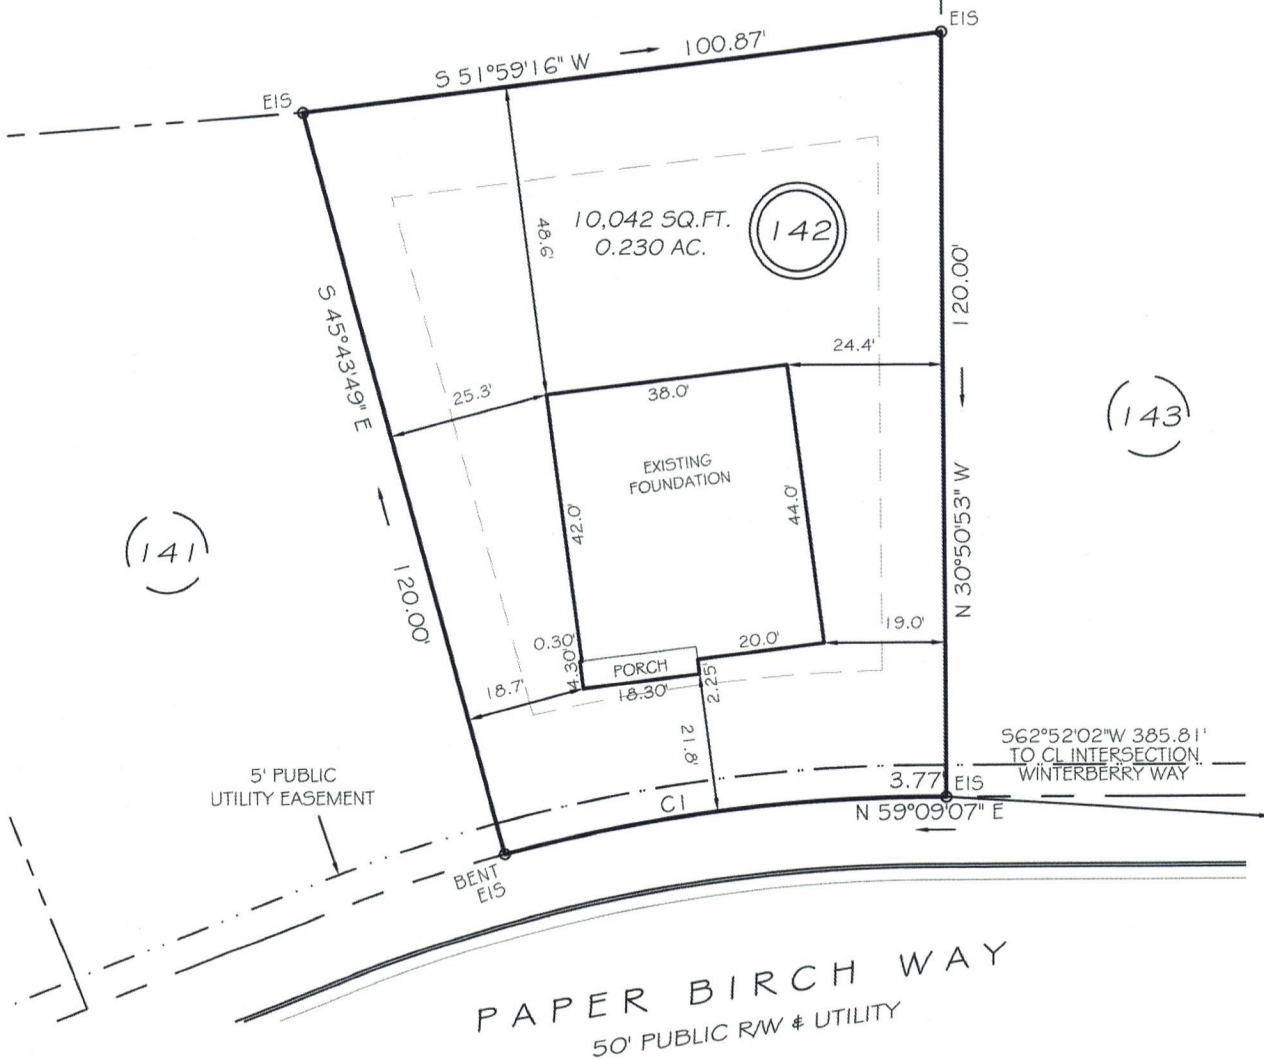 EIS
S 51°59'16" W
100.87'
EIS
10,042 SQ.FT.
0.230 AC.
142
48.6'
120.00'
S 45°43'49" E
24.4'
25.3'
38.0'
143
EXISTING
FOUNDATION
42.0'
44.0'
N 30°50'53" W
141
120.00'
0.30'
20.0'
19.0'
PORCH
4.30'
18.30'
2.25'
18.7'
21.8'
S62°52'02"W 385.81'
TO CL INTERSECTION
WINTERBERRY WAY
5' PUBLIC
UTILITY EASEMENT
C1
3.77'
EIS
N 59°09'07" E
BENT
EIS
PAPER BIRCH WAY
50' PUBLIC R/W & UTILITY